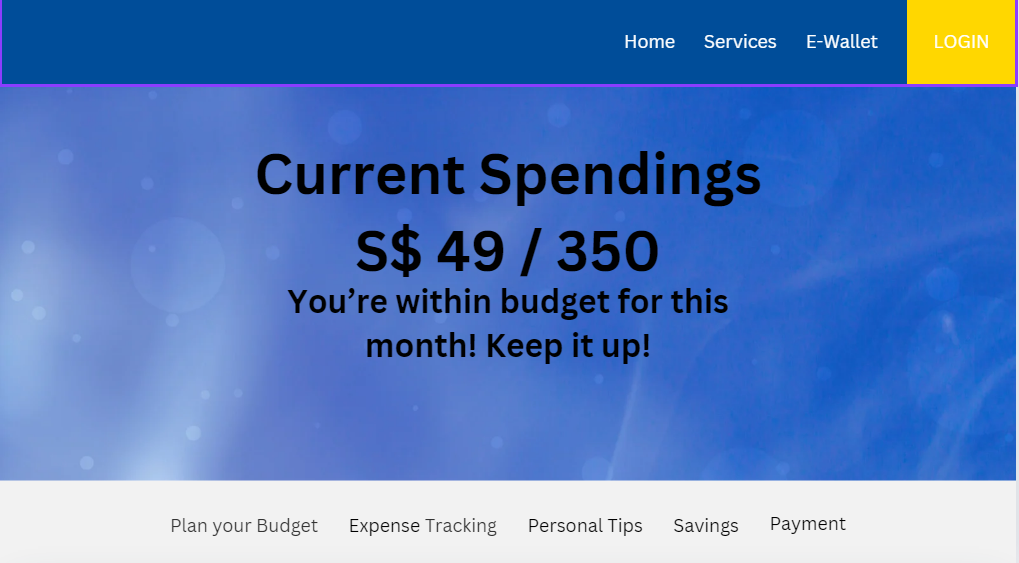 Home Services E-Wallet LOGIN
Current Spendings
S$ 49 / 350
You’re within budget for this
month! Keep it up!
Plan your Budget Expense Tracking Personal Tips Savings Payment